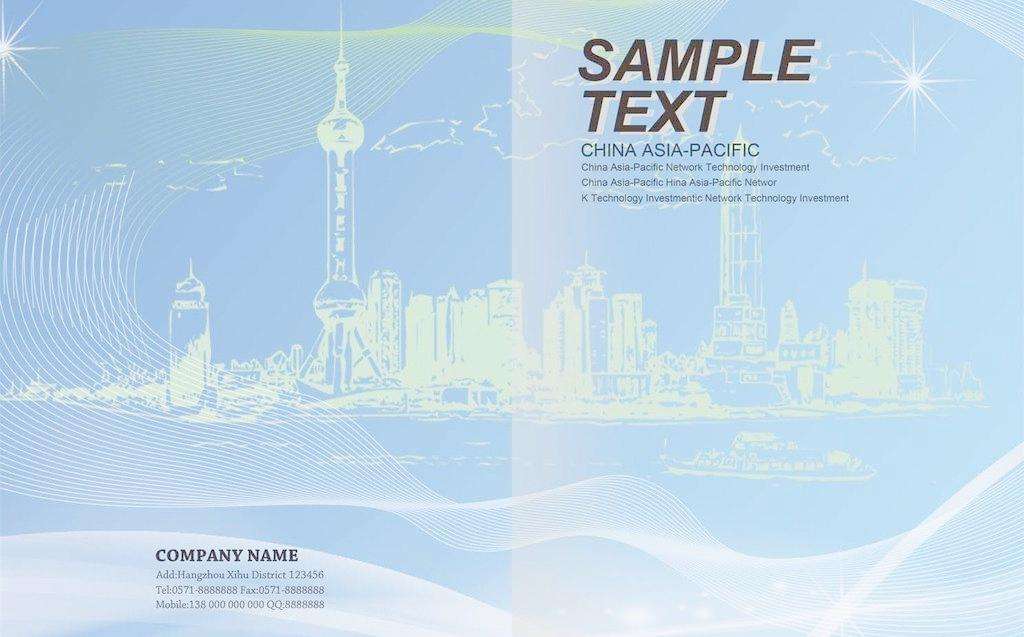 SAMPLE
TEXT
CHINA ASIA-PACIFIC
China Asia-Pacific Network Technology Investment
China Asia-Pacific Hina Asia-Pacific Networ
K Technology Investmentic Network Technology Investment
COMPANY NAME
Add:Hangzhou Xihu District 123456
Tel:0571-8888888 Fax:0571-8888888
Mobile:138 000 000 000 QQ:8888888